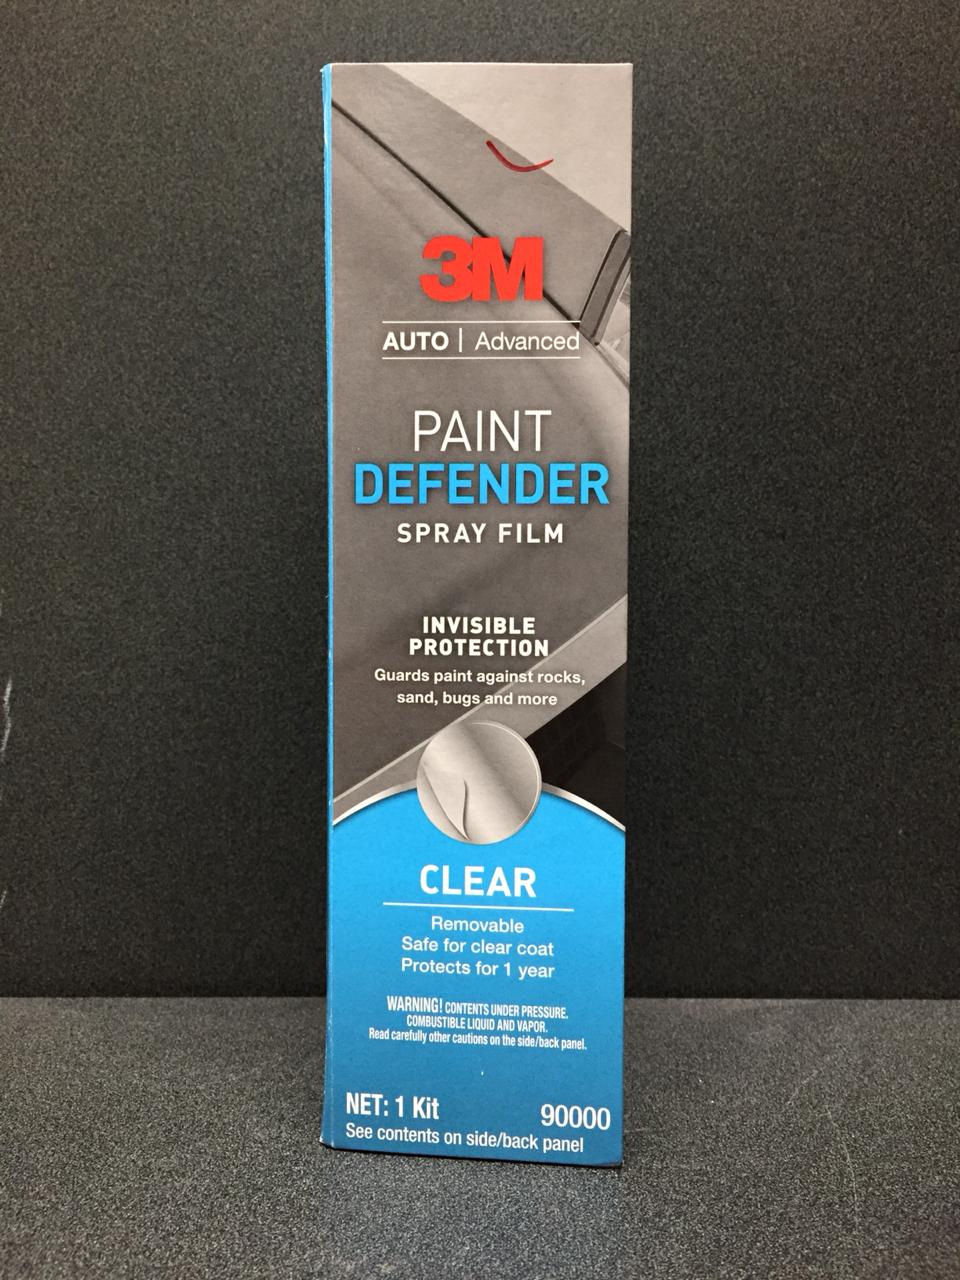 3M
AUTO | Advanced
PAINT
DEFENDER
SPRAY FILM
INVISIBLE
PROTECTION
Guards paint against rocks,
sand, bugs and more
CLEAR
Removable
Safe for clear coat
Protects for 1 year
WARNING! CONTENTS UNDER PRESSURE.
COMBUSTIBLE LIQUID AND VAPOR.
Read carefully other cautions on the side/back panel.
NET: 1 Kit
90000
See contents on side/back panel